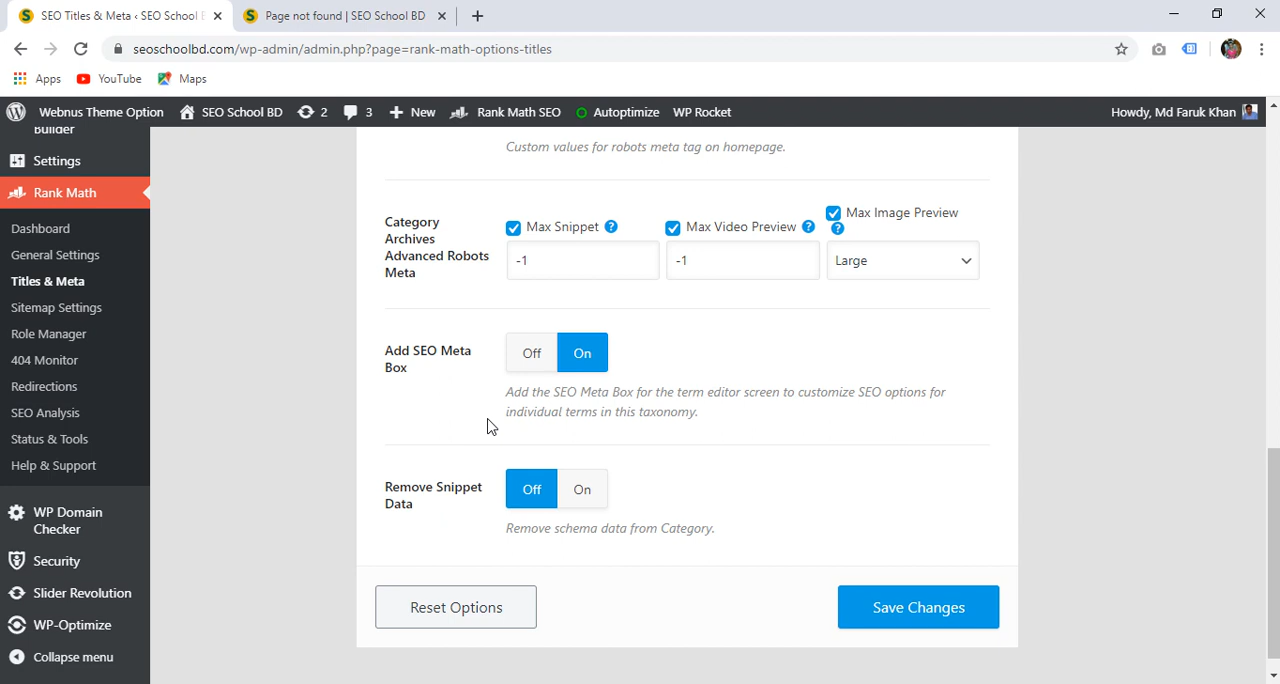 SEO Titles & Meta ‹ SEO School B
Page not found | SEO School BD
seoschoolbd.com/wp-admin/admin.php?page=rank-math-options-titles
Apps YouTube Maps
Webnus Theme Option SEO School BD 2 3 New Rank Math SEO Autoptimize WP Rocket Howdy, Md Faruk Khan
Builder
Settings
Rank Math
Dashboard
General Settings
Titles & Meta
Sitemap Settings
Role Manager
404 Monitor
Redirections
SEO Analysis
Status & Tools
Help & Support
WP Domain
Checker
Security
Slider Revolution
WP-Optimize
Collapse menu
Custom values for robots meta tag on homepage.
Category
Archives
Advanced Robots
Meta
Max Snippet ?
-1
Max Video Preview ?
-1
Max Image Preview
?
Large
Add SEO Meta
Box
Off On
Add the SEO Meta Box for the term editor screen to customize SEO options for
individual terms in this taxonomy.
Remove Snippet
Data
Off On
Remove schema data from Category.
Reset Options Save Changes